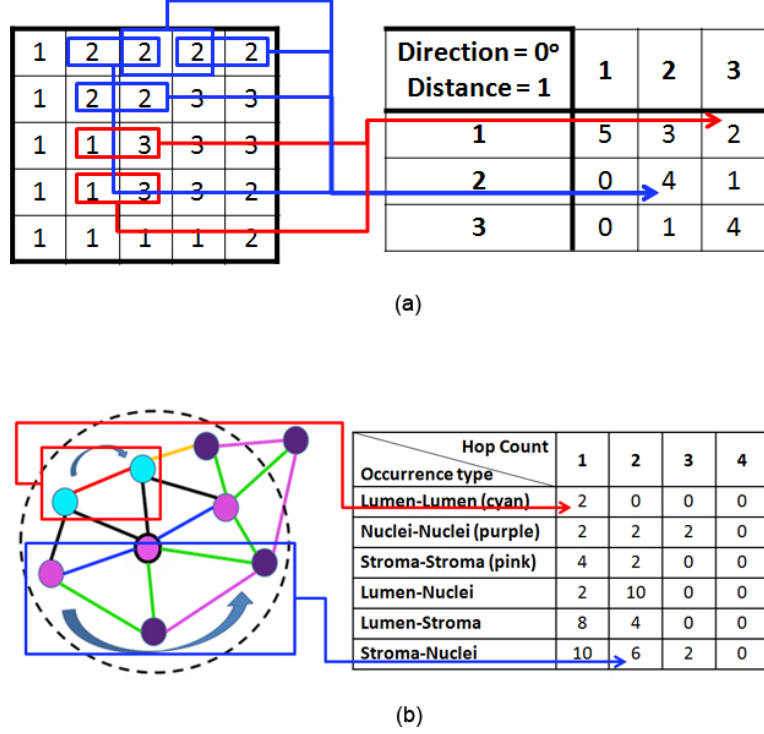 1 2 2 2 2
1 2 2 3 3
1 1 3 3 3
1 1 3 3 2
1 1 1 1 2
Direction = 0°
Distance = 1
1 2 3
1 5 3 2
2 0 4 1
3 0 1 4
(a)
Hop Count
Occurrence type
1 2 3 4
Lumen-Lumen (cyan) 2 0 0 0
Nuclei-Nuclei (purple) 2 2 2 0
Stroma-Stroma (pink) 4 2 0 0
Lumen-Nuclei 2 10 0 0
Lumen-Stroma 8 4 0 0
Stroma-Nuclei 10 6 2 0
(b)